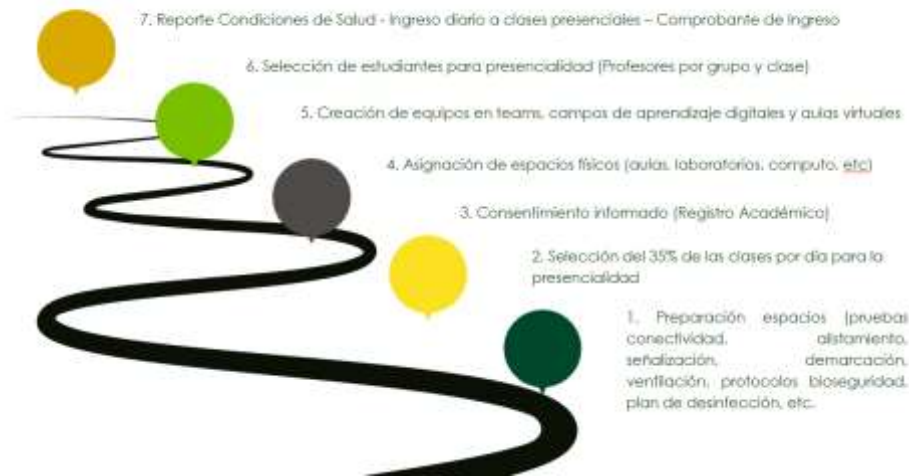 7. Reporte Condiciones de Salud - Ingreso diario a clases presenciales – Comprobante de Ingreso
6. Selección de estudiantes para presencialidad (Profesores por grupo y clase)
5. Creación de equipos en teams, campos de aprendizaje digitales y aulas virtuales
4. Asignación de espacios físicos (aulas, laboratorios, computo, etc)
3. Consentimiento informado (Registro Académico)
2. Selección del 35% de las clases por día para la
presencialidad
1. Preparación espacios (pruebas
conectividad, alistamiento,
señalización, demarcación,
ventilación, protocolos bioseguridad,
plan de desinfección, etc.